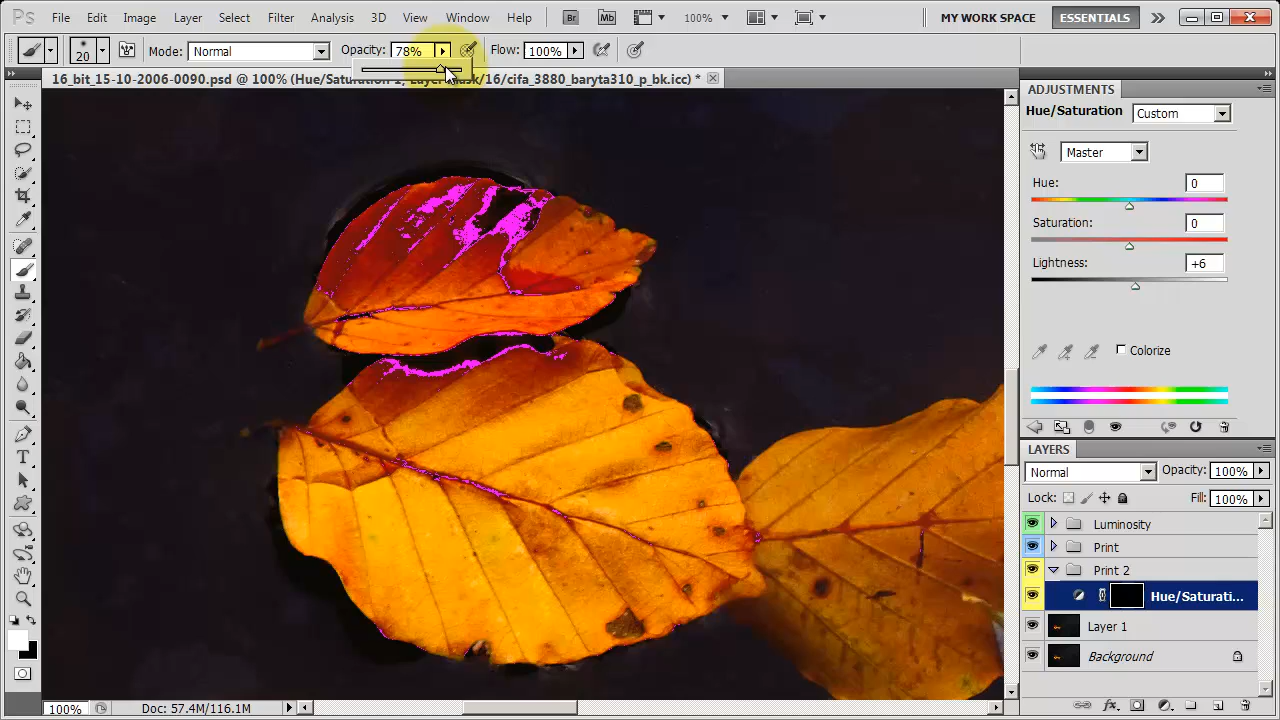 Ps File Edit Image Layer Select Filter Analysis 3D View Window Help Br Mb 100% MY WORK SPACE ESSENTIALS
20 Mode: Normal Opacity: 78% Flow: 100%
16_bit_15-10-2006-0090.psd @ 100% (Hue/Saturation 1, Layer Mask/16/cifa_3880_baryta310_p_bk.icc) *
ADJUSTMENTS
Hue/Saturation Custom
Master
Hue: 0
Saturation: 0
Lightness: +6
Colorize
LAYERS
Normal Opacity: 100%
Lock: Fill: 100%
Luminosity
Print
Print 2
Hue/Saturati...
Layer 1
Background
T
100% Doc: 57.4M/116.1M